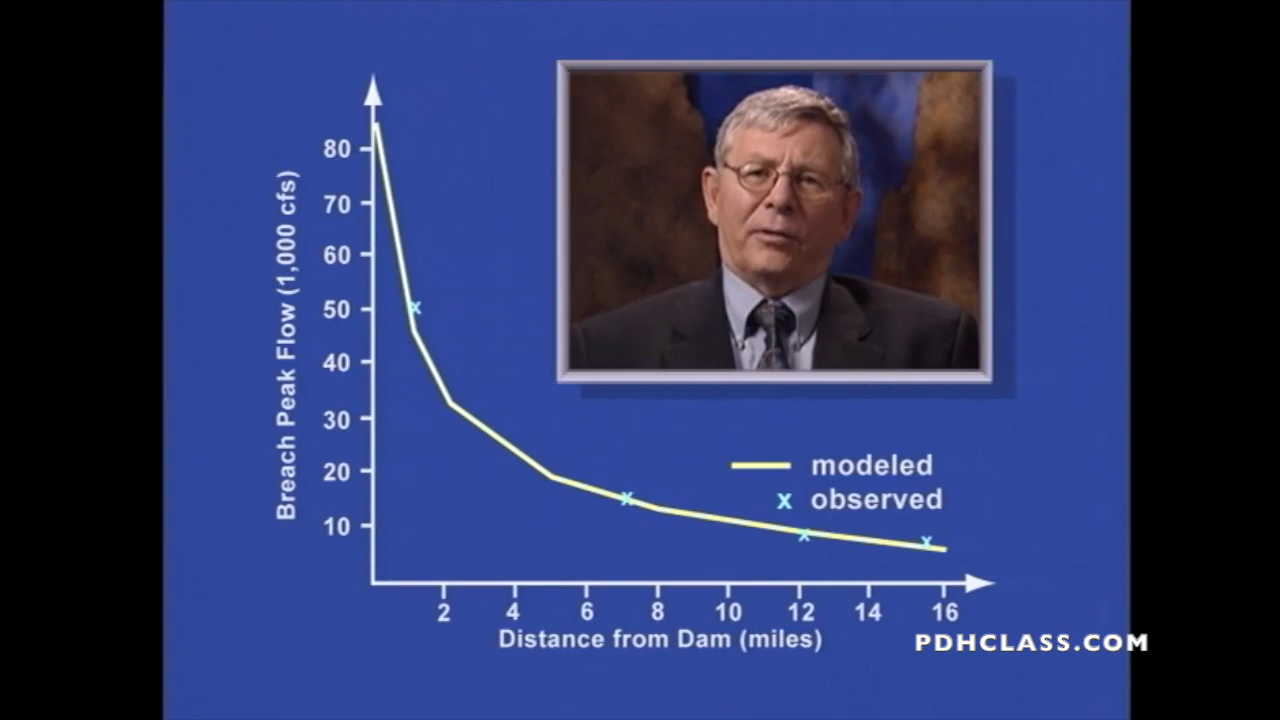 80
70
60
50
40
30
20
10
Breach Peak Flow (1,000 cfs)
modeled
x observed
2 4 6 8 10 12 14 16
Distance from Dam (miles)
PDHCLASS.COM